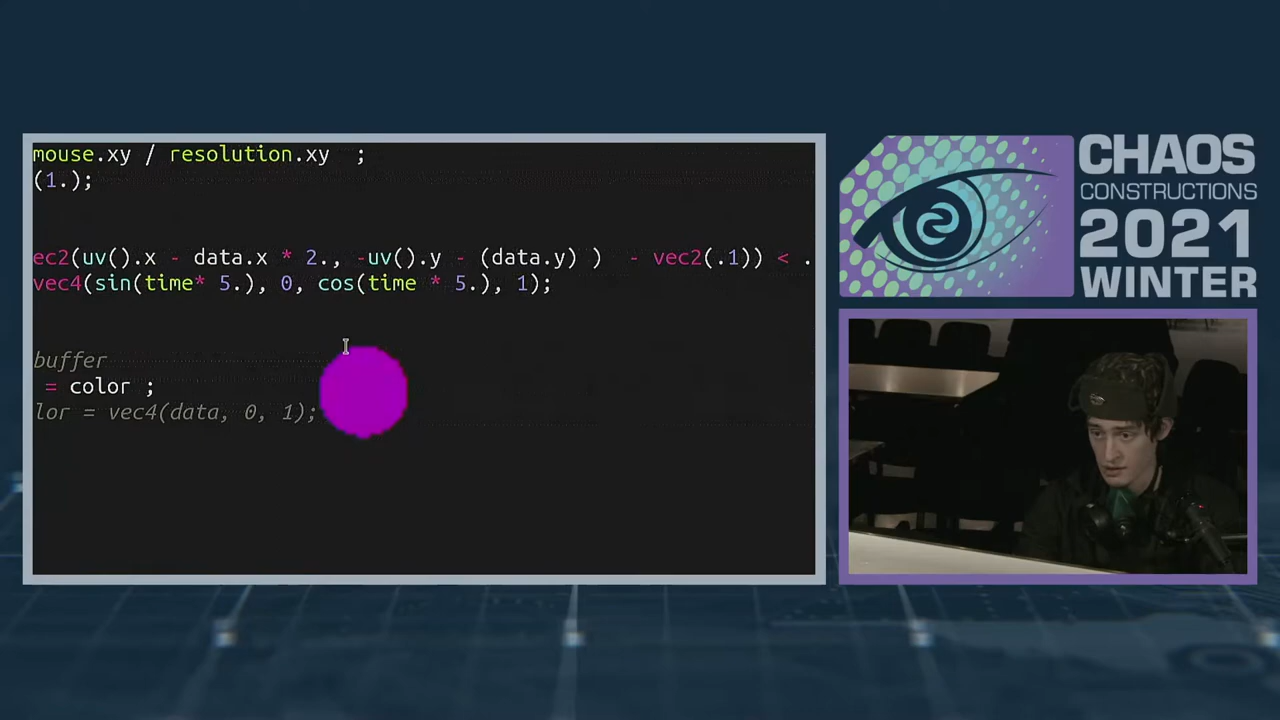 mouse.xy / resolution.xy  ;
(1.);
ec2(uv().x - data.x * 2., -uv().y - (data.y) )  - vec2(.1)) < .
vec4(sin(time* 5.), 0, cos(time * 5.), 1);
buffer
= color ;
lor = vec4(data, 0, 1);
CHAOS
CONSTRUCTIONS
2021
WINTER